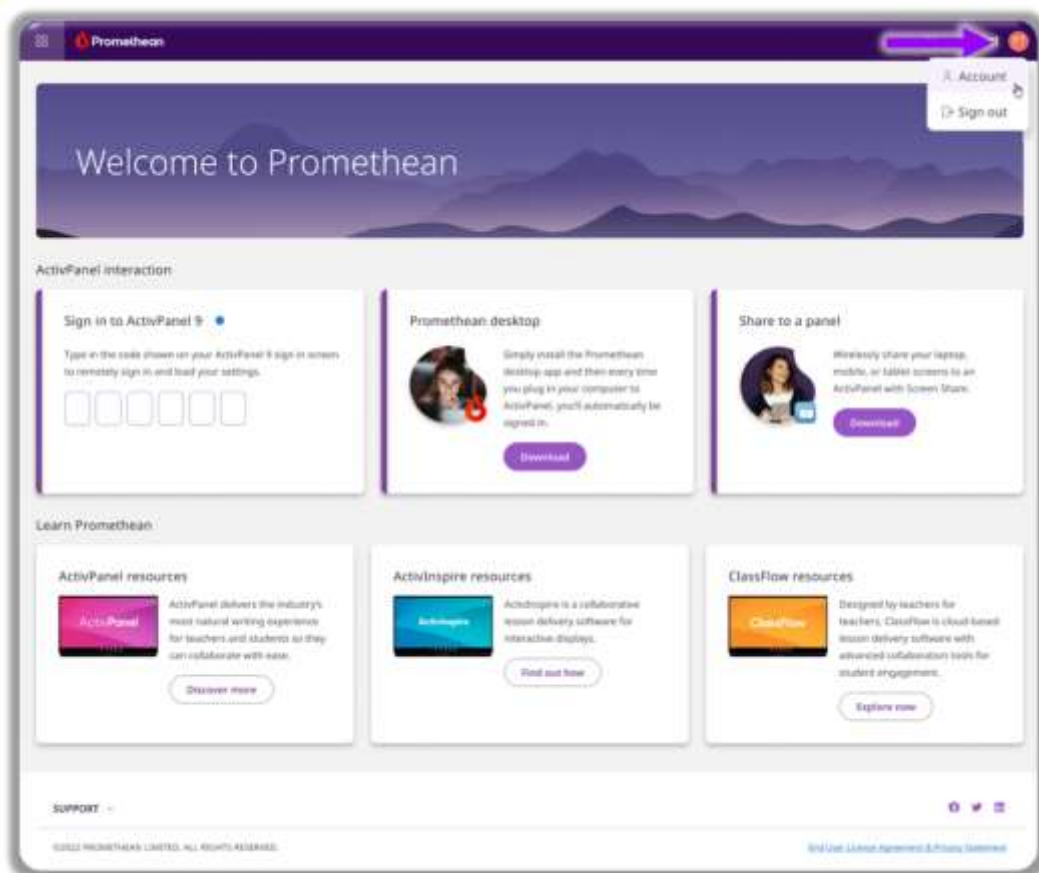 Promethean
Account
Sign out
Welcome to Promethean
ActivPanel interaction
Sign in to ActivPanel 9
Type in the code shown on your ActivPanel 9 sign in screen
to remotely sign in and load your settings.
Promethean desktop
Simply install the Promethean
desktop app and then every time
you plug in your computer to
ActivPanel, you'll automatically be
signed in.
Download
Share to a panel
Wirelessly share your laptop,
mobile, or tablet screens to an
ActivPanel with Screen Share.
Download
Learn Promethean
ActivPanel resources
ActivPanel
ActivPanel delivers the industry's
most natural writing experience
for teachers and students so they
can collaborate with ease.
Discover more
ActivInspire resources
ActivInspire
ActivInspire is a collaborative
lesson delivery software for
interactive displays.
Find out how
ClassFlow resources
ClassFlow
Designed by teachers for
teachers, ClassFlow is cloud-based
lesson delivery software with
advanced collaboration tools for
student engagement.
Explore now
SUPPORT
©2022 PROMETHEAN LIMITED. ALL RIGHTS RESERVED.
End User License Agreement & Privacy Statement